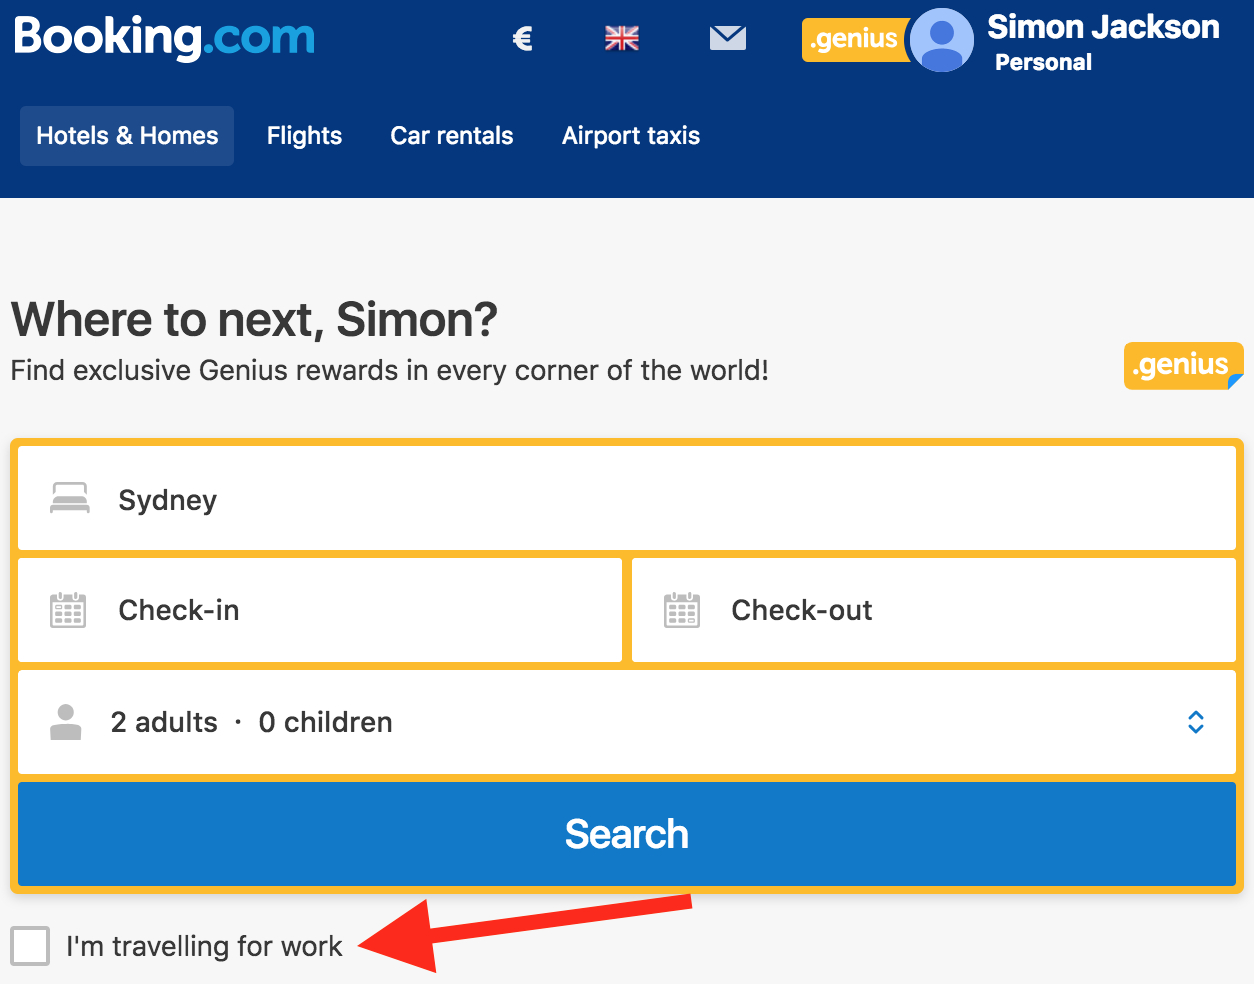 Booking.com
€
.genius
Simon Jackson
Personal
Hotels & Homes
Flights
Car rentals
Airport taxis
Where to next, Simon?
Find exclusive Genius rewards in every corner of the world!
.genius
Sydney
Check-in
Check-out
2 adults · 0 children
Search
I'm travelling for work